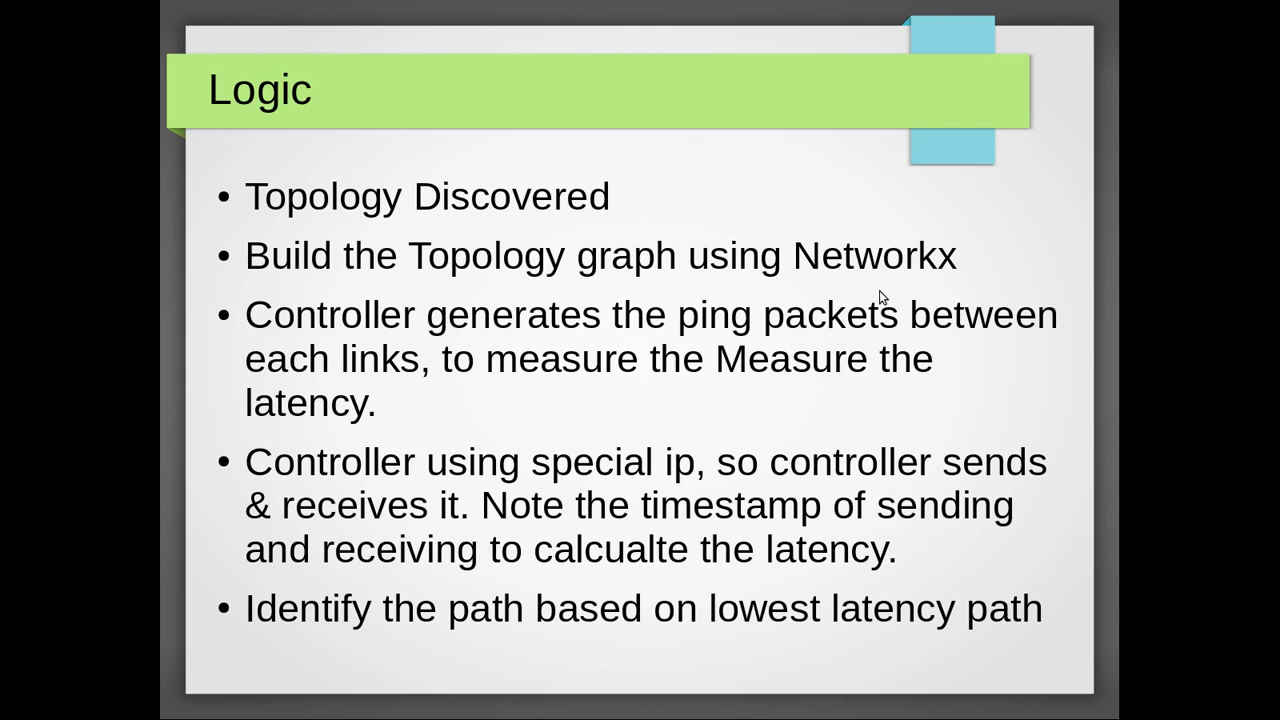 Logic
• Topology Discovered
• Build the Topology graph using Networkx
• Controller generates the ping packets between
each links, to measure the Measure the
latency.
• Controller using special ip, so controller sends
& receives it. Note the timestamp of sending
and receiving to calcualte the latency.
• Identify the path based on lowest latency path